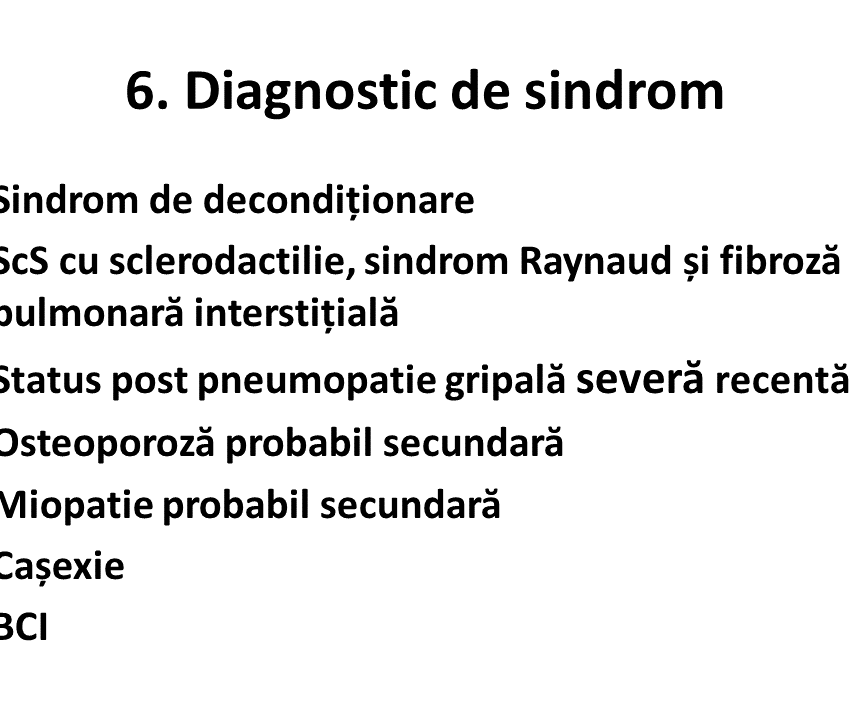 6. Diagnostic de sindrom
Sindrom de decondiționare
ScS cu sclerodactilie, sindrom Raynaud și fibroză
pulmonară interstițială
Status post pneumopatie gripală severă recentă
Osteoporoză probabil secundară
Miopatie probabil secundară
Cașexie
BCI